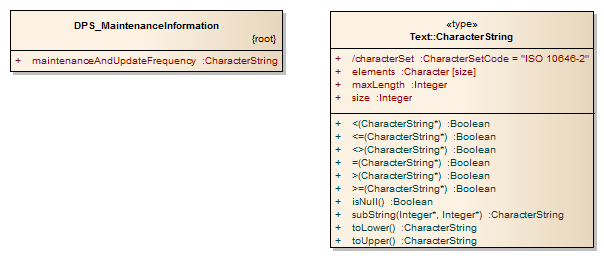 DPS_MaintenanceInformation
{root}
+ maintenanceAndUpdateFrequency :CharacterString
«type»
Text::CharacterString
+ /characterSet :CharacterSetCode = "ISO 10646-2"
+ elements :Character [size]
+ maxLength :Integer
+ size :Integer
+ <(CharacterString*) :Boolean
+ <=(CharacterString*) :Boolean
+ <>(CharacterString*) :Boolean
+ =(CharacterString*) :Boolean
+ >(CharacterString*) :Boolean
+ >=(CharacterString*) :Boolean
+ isNull() :Boolean
+ subString(Integer*, Integer*) :CharacterString
+ toLower() :CharacterString
+ toUpper() :CharacterString